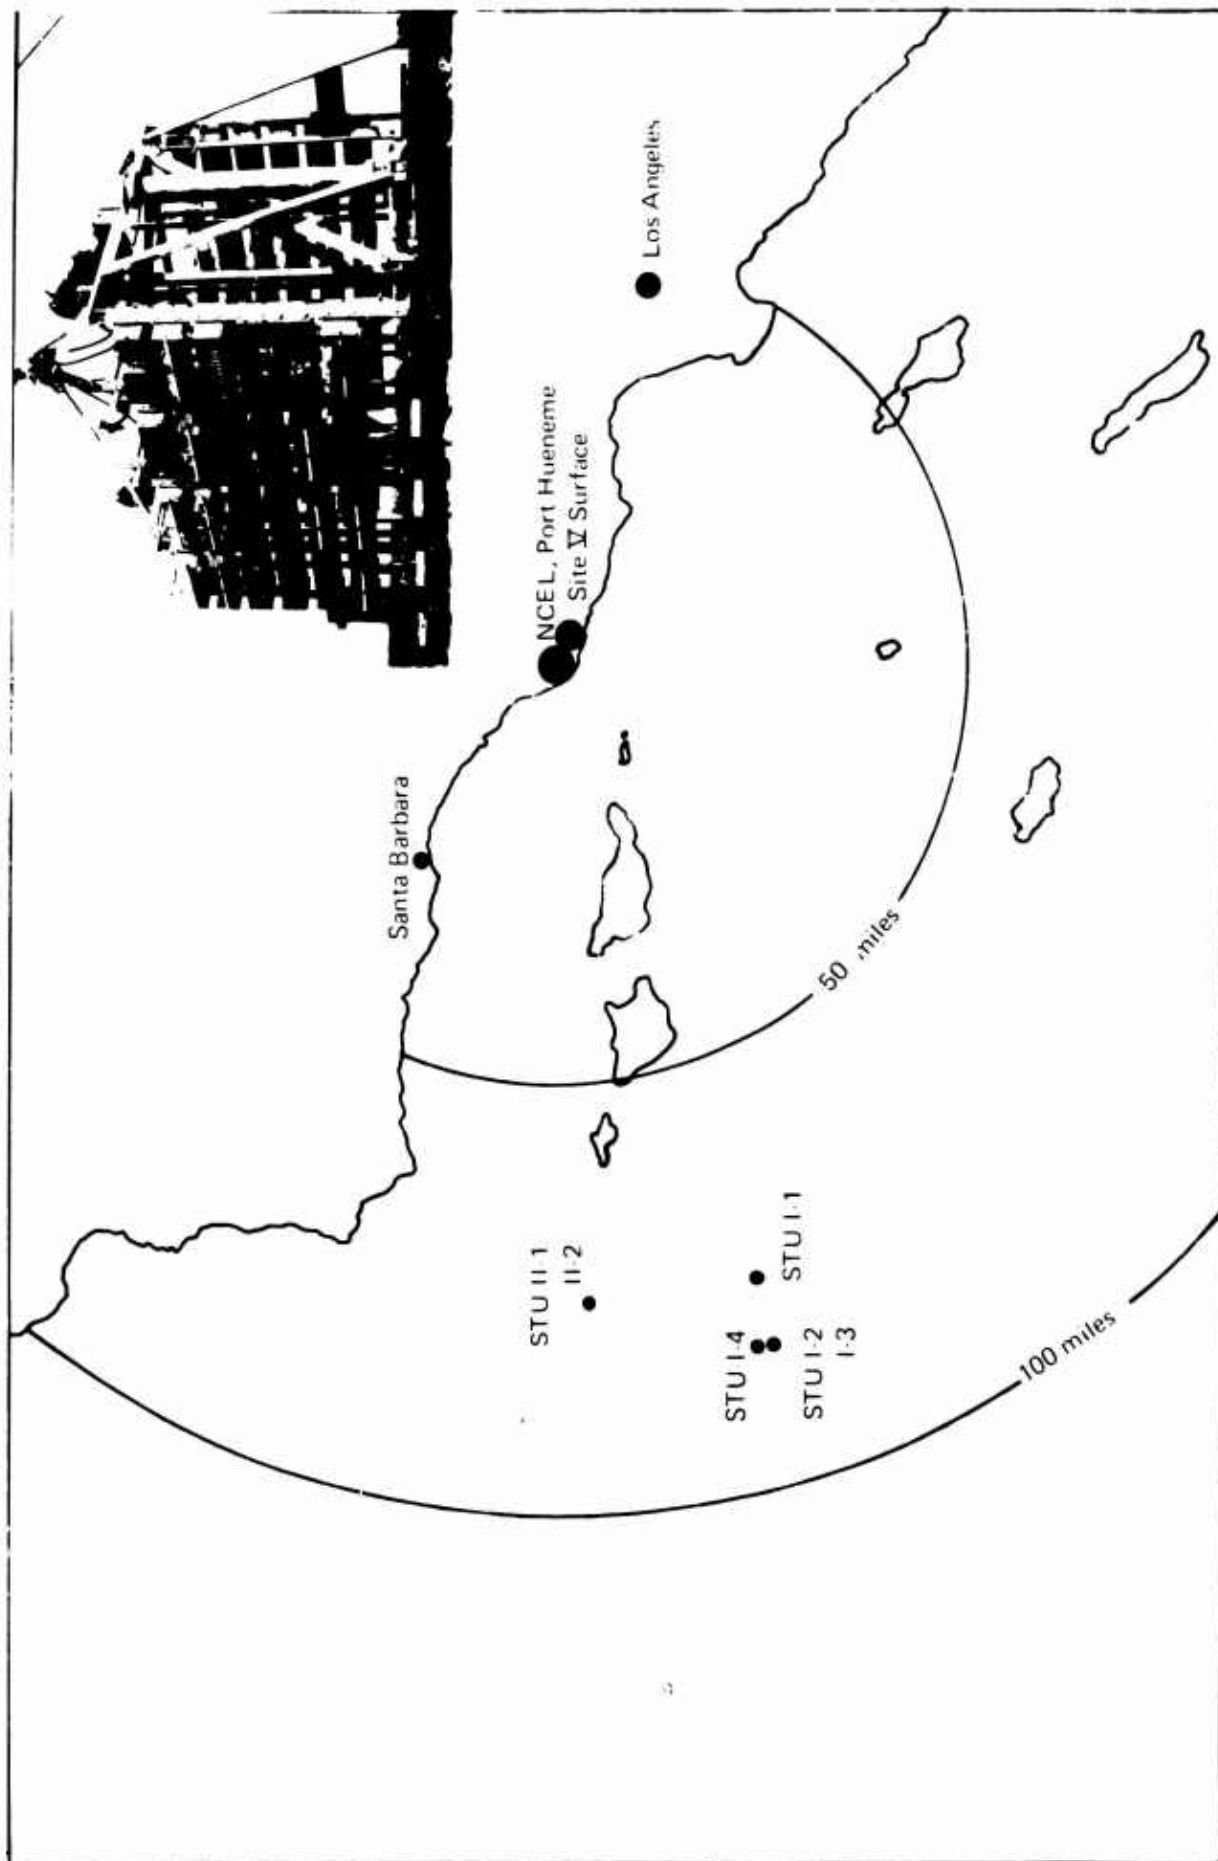 Los Angeles
NCEL, Port Hueneme
Site V Surface
Santa Barbara
50 miles
STU II-1
II-2
STU I-1
STU I-4
STU I-2
I-3
100 miles